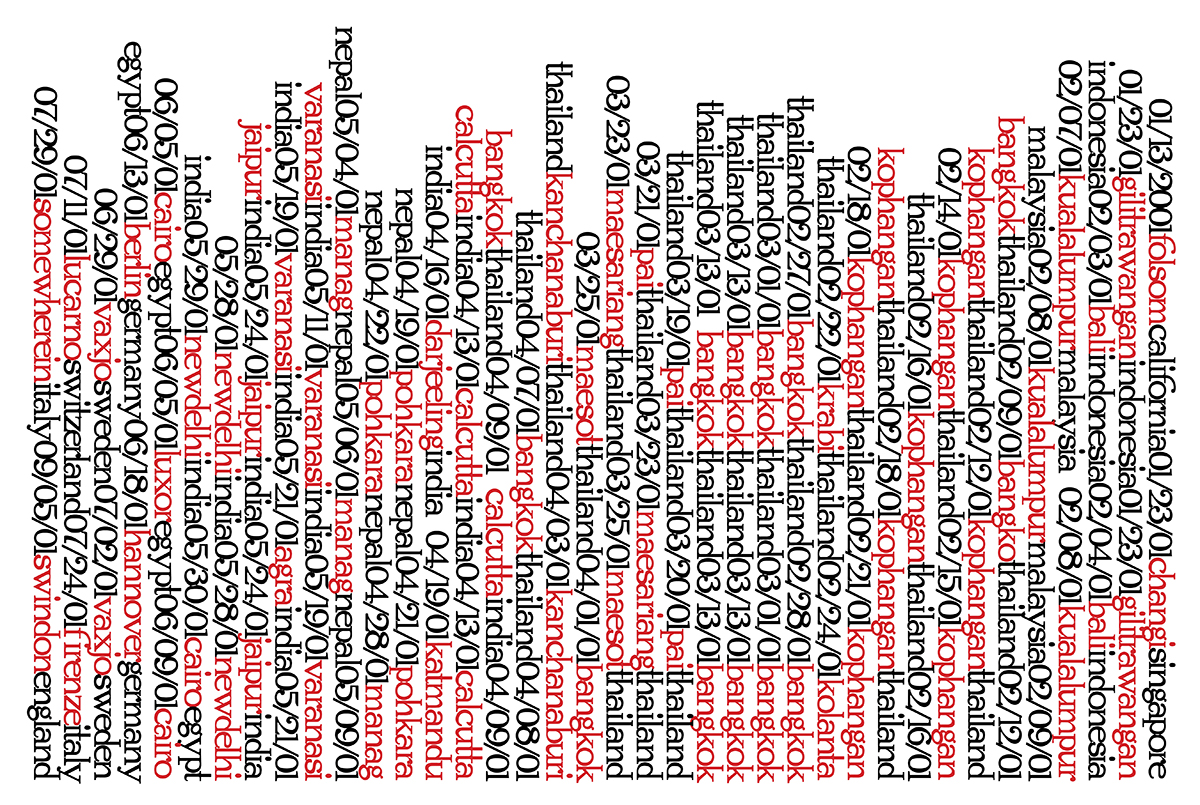 01/13/2001folsomcalifornia01/23/01changisingapore
01/23/01gilitrawanganindonesia01/23/01gilitrawangan
indonesia02/03/01baliindonesia02/04/01baliindonesia
02/07/01kualalumpurmalaysia 02/08/01kualalumpur
malaysia02/08/01kualalumpurmalaysia02/09/01
bangkokthailand02/09/01bangkokthailand02/12/01
kophanganthailand02/12/01kophanganthailand
02/14/01kophanganthailand02/15/01kophangan
thailand02/16/01kophanganthailand02/16/01
kophanganthailand02/18/01kophanganthailand
02/18/01kophanganthailand02/21/01kophangan
thailand02/22/01krabithailand02/24/01kolanta
thailand02/27/01bangkokthailand02/28/01bangkok
thailand03/01/01bangkokthailand03/01/01bangkok
thailand03/13/01bangkokthailand03/13/01bangkok
thailand03/13/01 bangkokthailand03/13/01bangkok
thailand03/19/01paithailand03/20/01paithailand
03/21/01paithailand03/23/01maesariangthailand
03/23/01maesariangthailand03/25/01maesotthailand
03/25/01maesotthailand04/01/01bangkok
thailandkanchanaburithailand04/03/01kanchanaburi
thailand04/07/01bangkokthailand04/08/01
bangkokthailand04/09/01 calcuttaindia04/09/01
calcuttaindia04/13/01calcuttaindia04/13/01calcutta
india04/16/01darjeelingindia 04/19/01katmandu
nepal04/19/01pohkaranepal04/21/01pohkara
nepal04/22/01pohkaranepal04/28/01manag
nepal05/04/01managnepal05/06/01managnepal05/09/01
varanasiindia05/11/01varanasiindia05/19/01varanasi
india05/19/01varanasiindia05/21/01agraindia05/21/01
jaipurindia05/24/01jaipurindia05/24/01jaipurindia
05/28/01newdelhiindia05/28/01newdelhi
india05/29/01newdelhiindia05/30/01cairoegypt
06/05/01cairoegypt06/05/01luxoregypt06/09/01cairo
egypt06/13/01berlingermany06/18/01hannovergermany
06/29/01vaxjosweden07/02/01vaxjosweden
07/11/01lucarnoswitzerland07/24/01firenzeitaly
07/29/01somewherenitaly09/05/01swindonengland